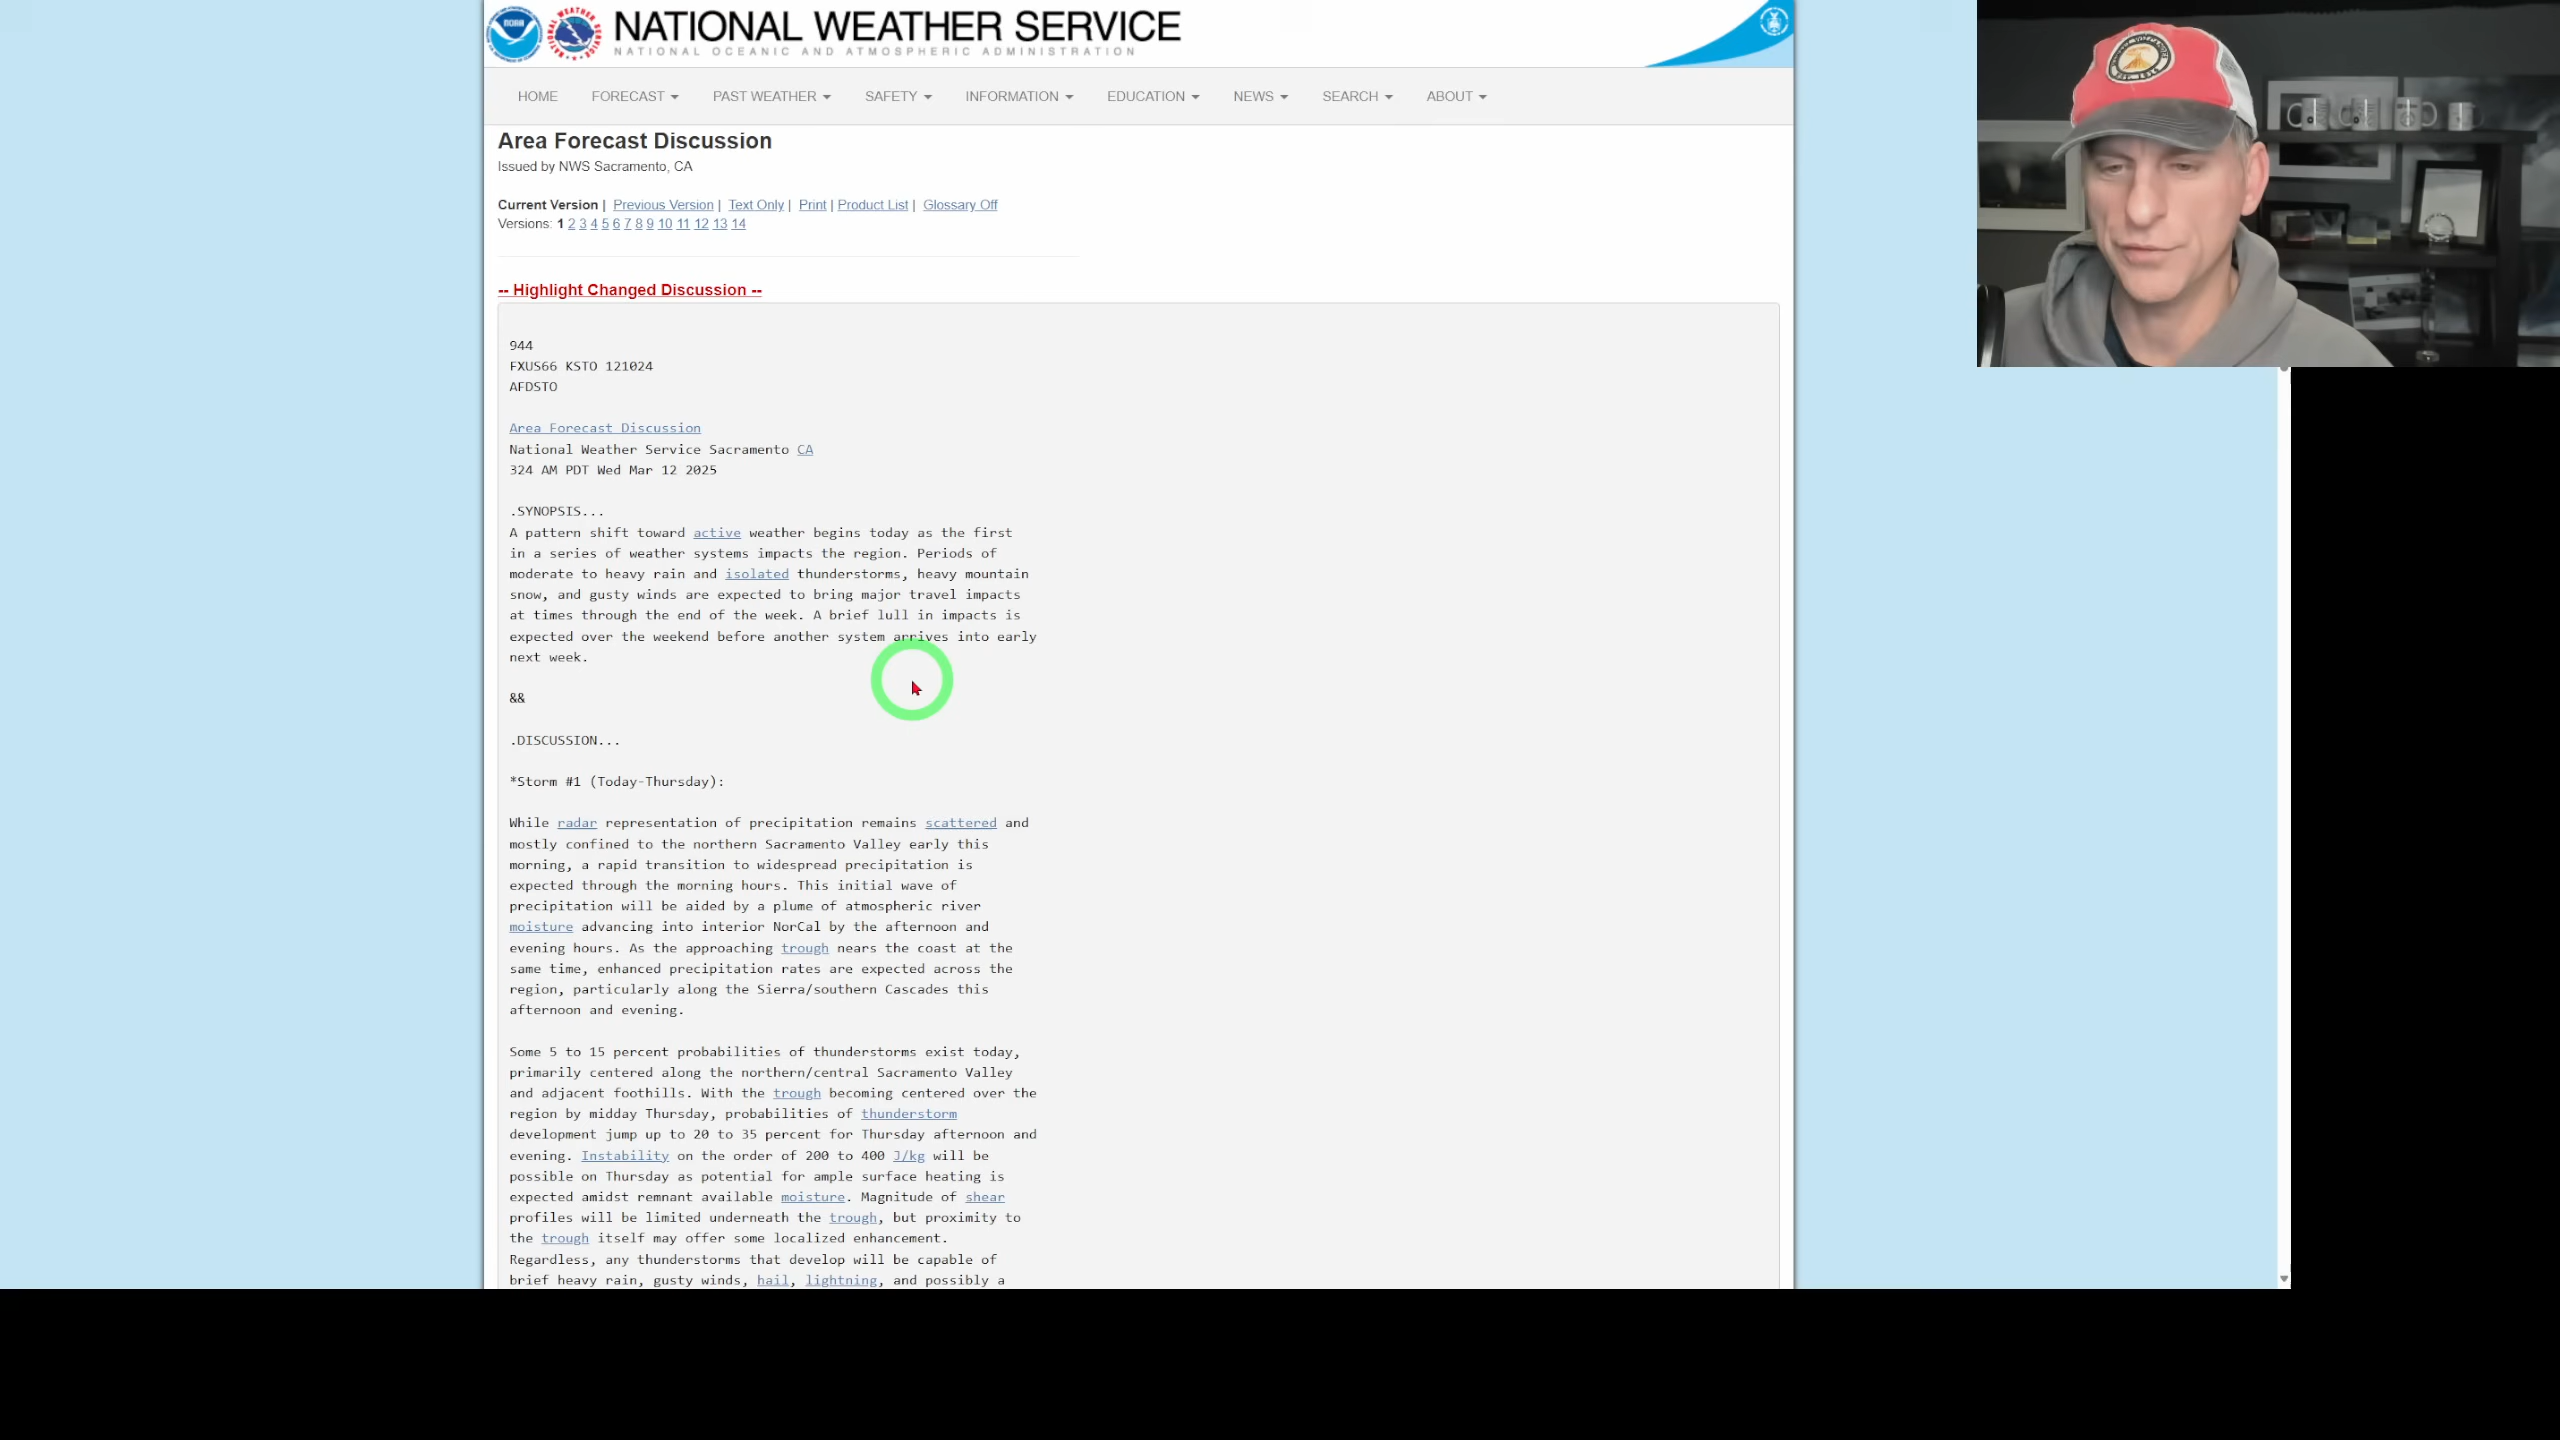 NATIONAL WEATHER SERVICE
NATIONAL OCEANIC AND ATMOSPHERIC ADMINISTRATION
HOME FORECAST PAST WEATHER SAFETY INFORMATION EDUCATION NEWS SEARCH ABOUT
Area Forecast Discussion
Issued by NWS Sacramento, CA
Current Version | Previous Version | Text Only | Print | Product List | Glossary Off
Versions: 1 2 3 4 5 6 7 8 9 10 11 12 13 14
-- Highlight Changed Discussion --
944
FXUS66 KSTO 121024
AFDSTO
Area Forecast Discussion
National Weather Service Sacramento CA
324 AM PDT Wed Mar 12 2025
.SYNOPSIS...
A pattern shift toward active weather begins today as the first
in a series of weather systems impacts the region. Periods of
moderate to heavy rain and isolated thunderstorms, heavy mountain
snow, and gusty winds are expected to bring major travel impacts
at times through the end of the week. A brief lull in impacts is
expected over the weekend before another system arrives into early
next week.
&&
.DISCUSSION...
*Storm #1 (Today-Thursday):
While radar representation of precipitation remains scattered and
mostly confined to the northern Sacramento Valley early this
morning, a rapid transition to widespread precipitation is
expected through the morning hours. This initial wave of
precipitation will be aided by a plume of atmospheric river
moisture advancing into interior NorCal by the afternoon and
evening hours. As the approaching trough nears the coast at the
same time, enhanced precipitation rates are expected across the
region, particularly along the Sierra/southern Cascades this
afternoon and evening.
Some 5 to 15 percent probabilities of thunderstorms exist today,
primarily centered along the northern/central Sacramento Valley
and adjacent foothills. With the trough becoming centered over the
region by midday Thursday, probabilities of thunderstorm
development jump up to 20 to 35 percent for Thursday afternoon and
evening. Instability on the order of 200 to 400 J/kg will be
possible on Thursday as potential for ample surface heating is
expected amidst remnant available moisture. Magnitude of shear
profiles will be limited underneath the trough, but proximity to
the trough itself may offer some localized enhancement.
Regardless, any thunderstorms that develop will be capable of
brief heavy rain, gusty winds, hail, lightning, and possibly a